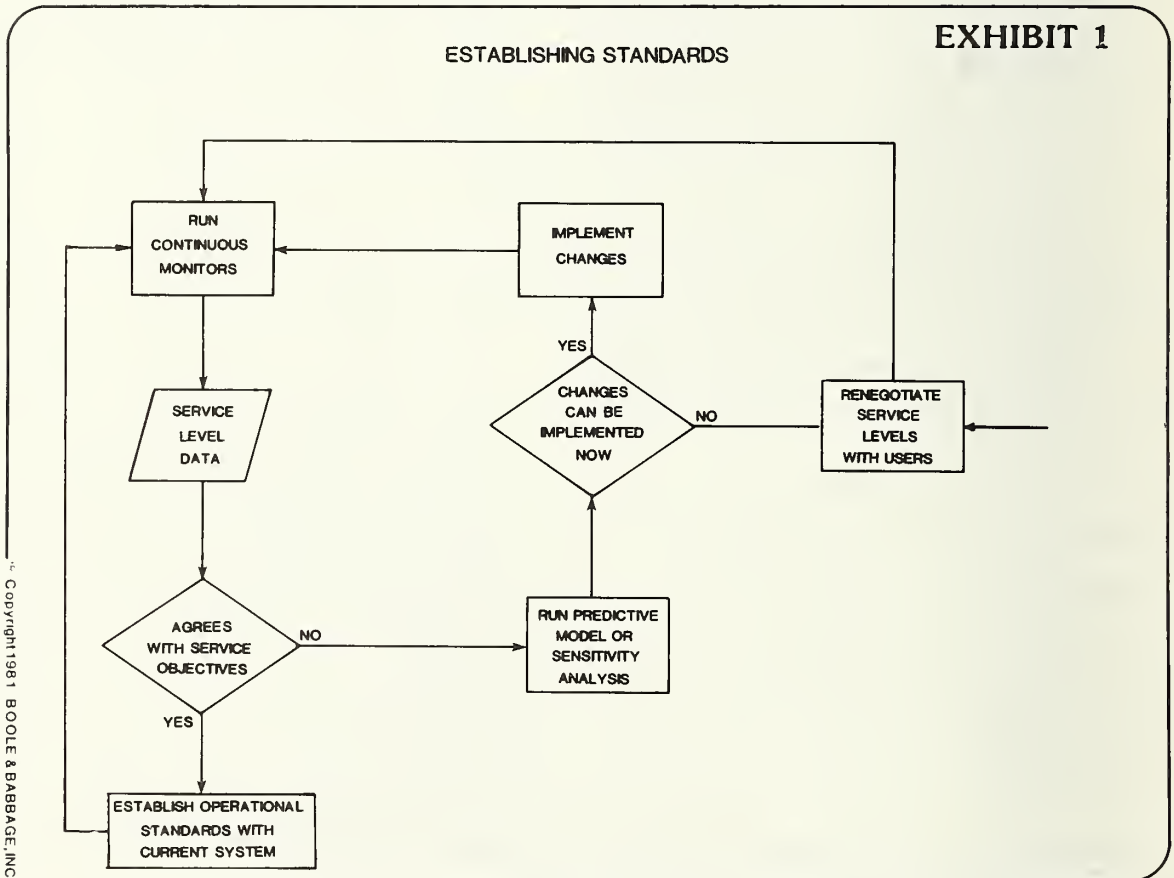 EXHIBIT 1
ESTABLISHING STANDARDS
RUN
CONTINUOUS
MONITORS
IMPLEMENT
CHANGES
YES
SERVICE
LEVEL
DATA
CHANGES
CAN BE
IMPLEMENTED
NOW
NO
RENEGOTIATE
SERVICE
LEVELS
WITH USERS
AGREES
WITH SERVICE
OBJECTIVES
NO
RUN PREDICTIVE
MODEL OR
SENSITIVITY
ANALYSIS
YES
ESTABLISH OPERATIONAL
STANDARDS WITH
CURRENT SYSTEM
Copyright 1981 BOOLE & BABBAGE, INC